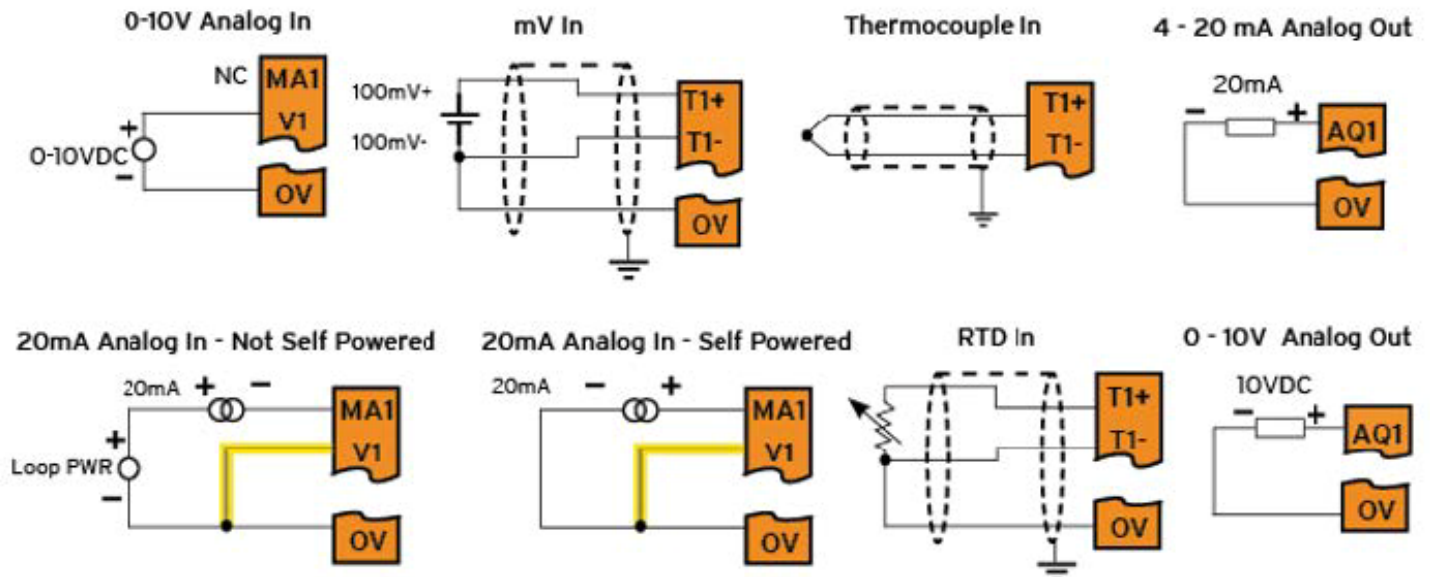 0-10V Analog In
NC
MA1
V1
+
0-10VDC
-
OV
mV In
100mV+
100mV-
T1+
T1-
OV
Thermocouple In
T1+
T1-
4 - 20 mA Analog Out
20mA
- +
AQ1
OV
20mA Analog In - Not Self Powered
20mA + -
MA1
V1
+
Loop PWR
-
OV
20mA Analog In - Self Powered
20mA - +
MA1
V1
OV
RTD In
T1+
T1-
OV
0 - 10V Analog Out
10VDC
- +
AQ1
OV